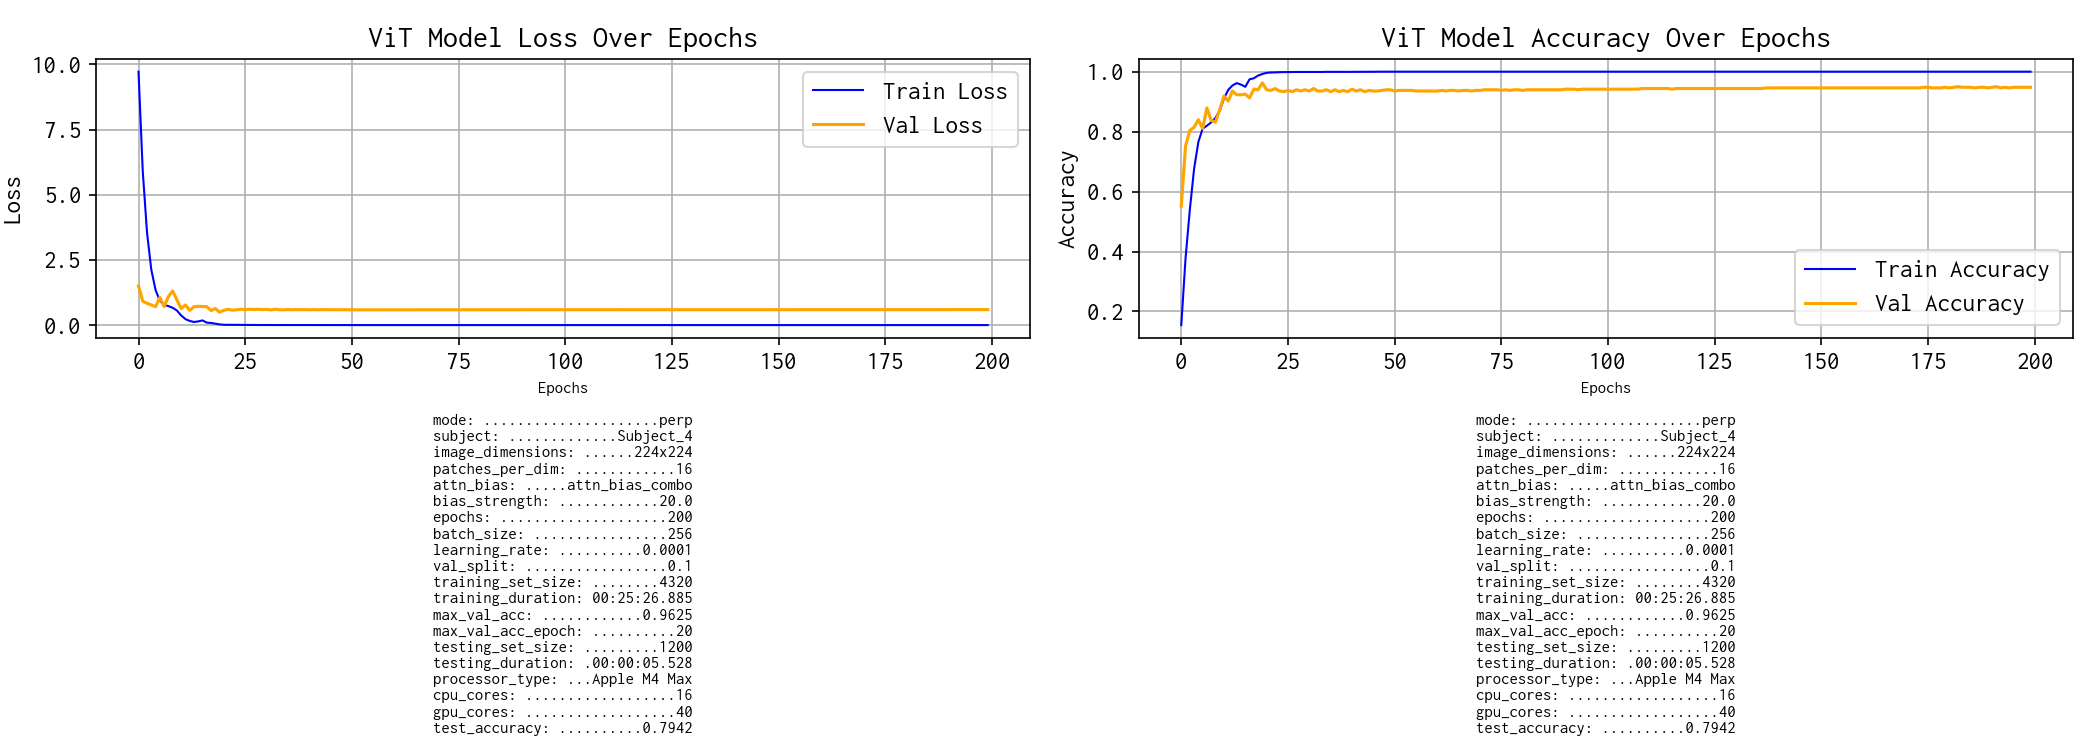 ViT Model Loss Over Epochs
10.0
7.5
5.0
2.5
0.0
Loss
Train Loss
Val Loss
0 25 50 75 100 125 150 175 200
Epochs
mode: .....................perp
subject: .............Subject_4
image_dimensions: ......224x224
patches_per_dim: ............16
attn_bias: .....attn_bias_combo
bias_strength: ............20.0
epochs: ....................200
batch_size: ................256
learning_rate: ..........0.0001
val_split: .................0.1
training_set_size: ........4320
training_duration: 00:25:26.885
max_val_acc: ............0.9625
max_val_acc_epoch: ..........20
testing_set_size: .........1200
testing_duration: .00:00:05.528
processor_type: ...Apple M4 Max
cpu_cores: ..................16
gpu_cores: ..................40
test_accuracy: ..........0.7942
ViT Model Accuracy Over Epochs
1.0
0.8
0.6
0.4
0.2
Accuracy
Train Accuracy
Val Accuracy
0 25 50 75 100 125 150 175 200
Epochs
mode: .....................perp
subject: .............Subject_4
image_dimensions: ......224x224
patches_per_dim: ............16
attn_bias: .....attn_bias_combo
bias_strength: ............20.0
epochs: ....................200
batch_size: ................256
learning_rate: ..........0.0001
val_split: .................0.1
training_set_size: ........4320
training_duration: 00:25:26.885
max_val_acc: ............0.9625
max_val_acc_epoch: ..........20
testing_set_size: .........1200
testing_duration: .00:00:05.528
processor_type: ...Apple M4 Max
cpu_cores: ..................16
gpu_cores: ..................40
test_accuracy: ..........0.7942